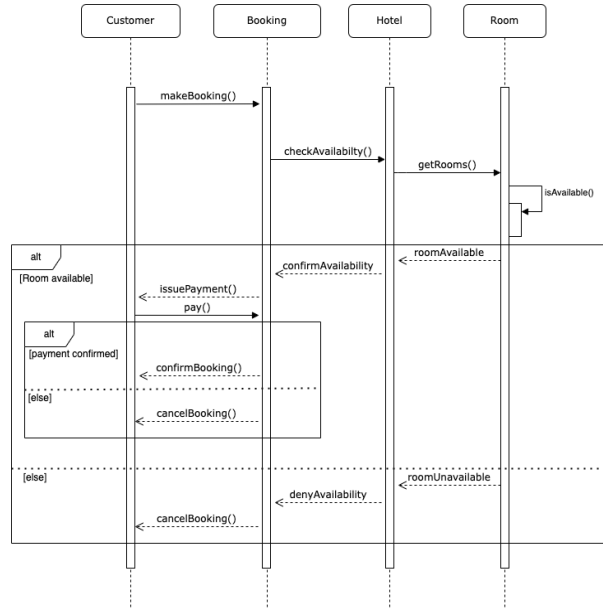 Customer
Booking
Hotel
Room
makeBooking()
checkAvailabilty()
getRooms()
isAvailable()
alt
roomAvailable
confirmAvailability
[Room available]
issuePayment()
pay()
alt
[payment confirmed]
confirmBooking()
[else]
cancelBooking()
[else]
roomUnavailable
denyAvailability
cancelBooking()